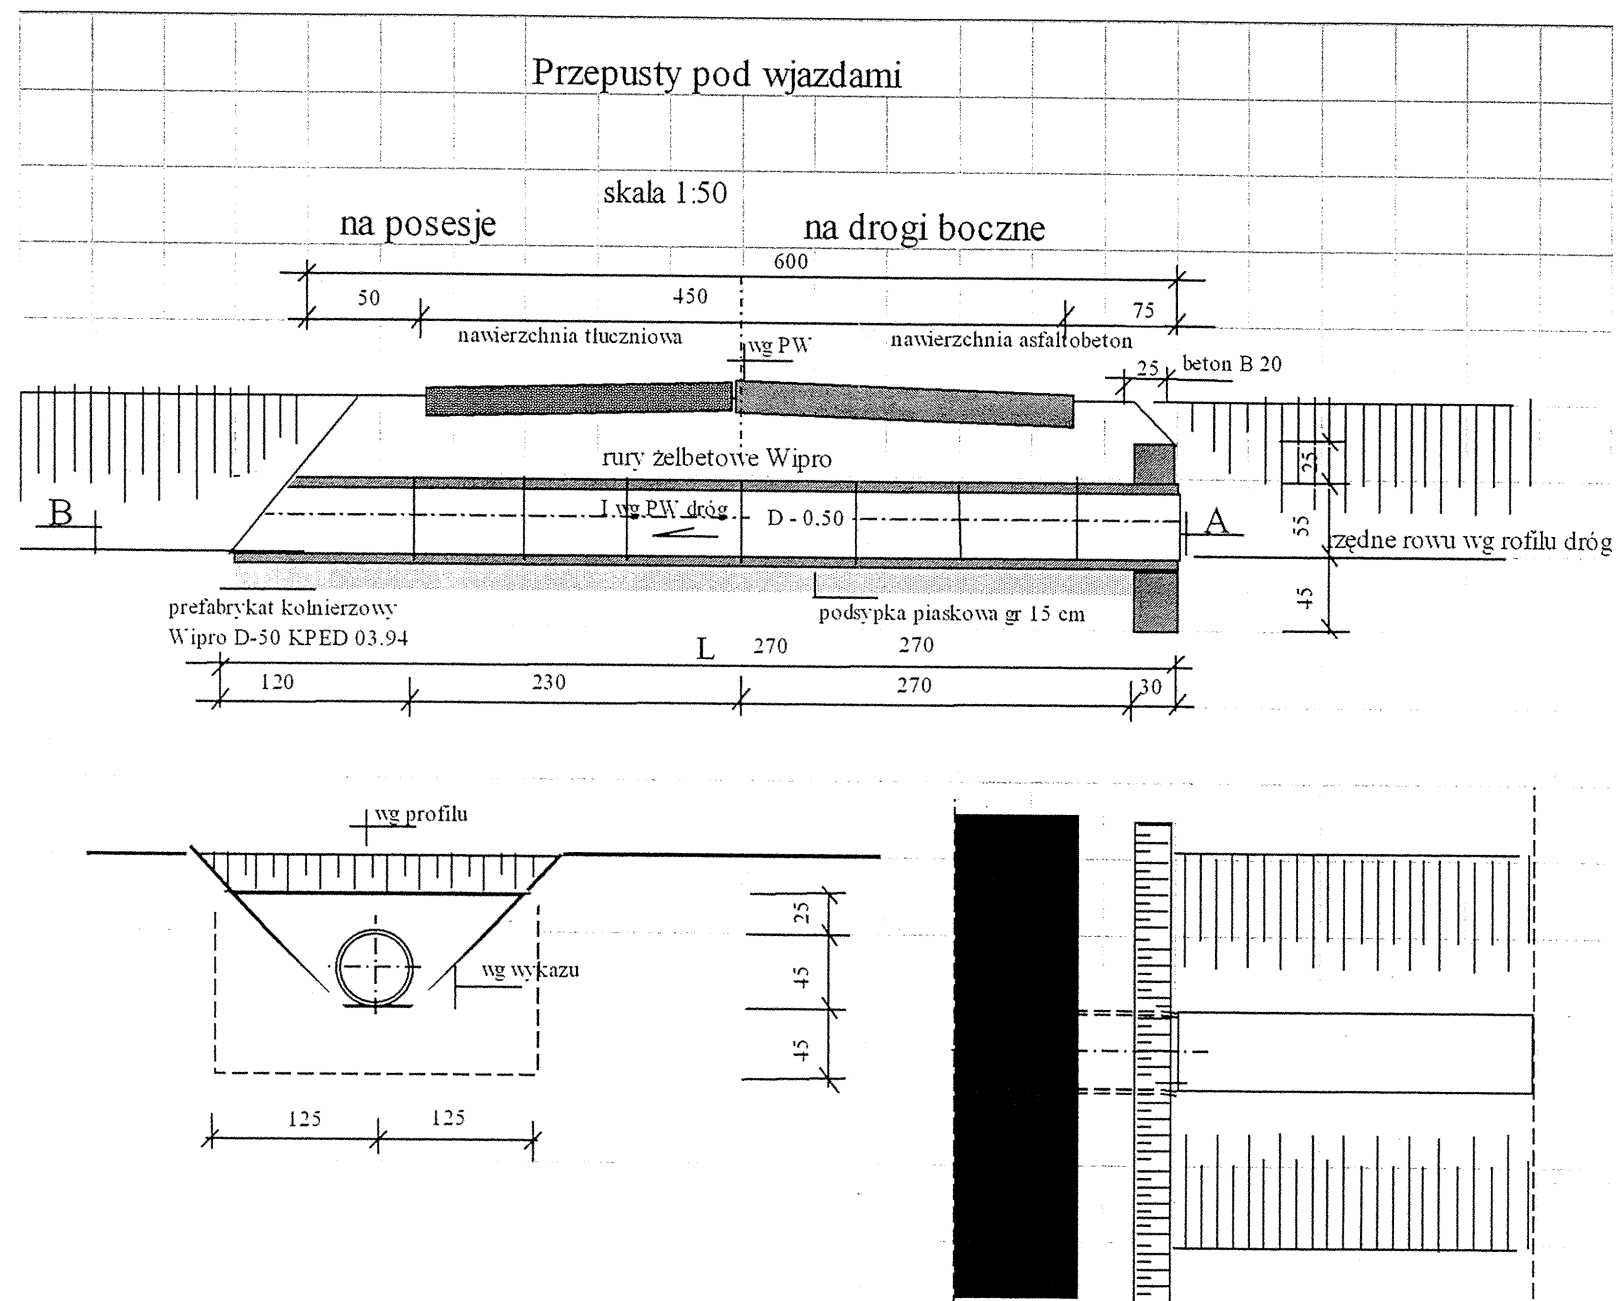 Przepusty pod wjazdami
skala 1:50
na posesje
na drogi boczne
600
50
450
75
nawierzchnia tłuczniowa
nawierzchnia asfaltobeton
wg PW
25
beton B 20
rury żelbetowe Wipro
25
B
I wg PW dróg
D - 0.50
A
55
rzędne rowu wg rofilu dróg
45
prefabrykat kolnierzowy
Wipro D-50 KPED 03.94
podsypka piaskowa gr 15 cm
L
270
270
120
230
270
30
wg profilu
25
wg wykazu
45
45
125
125